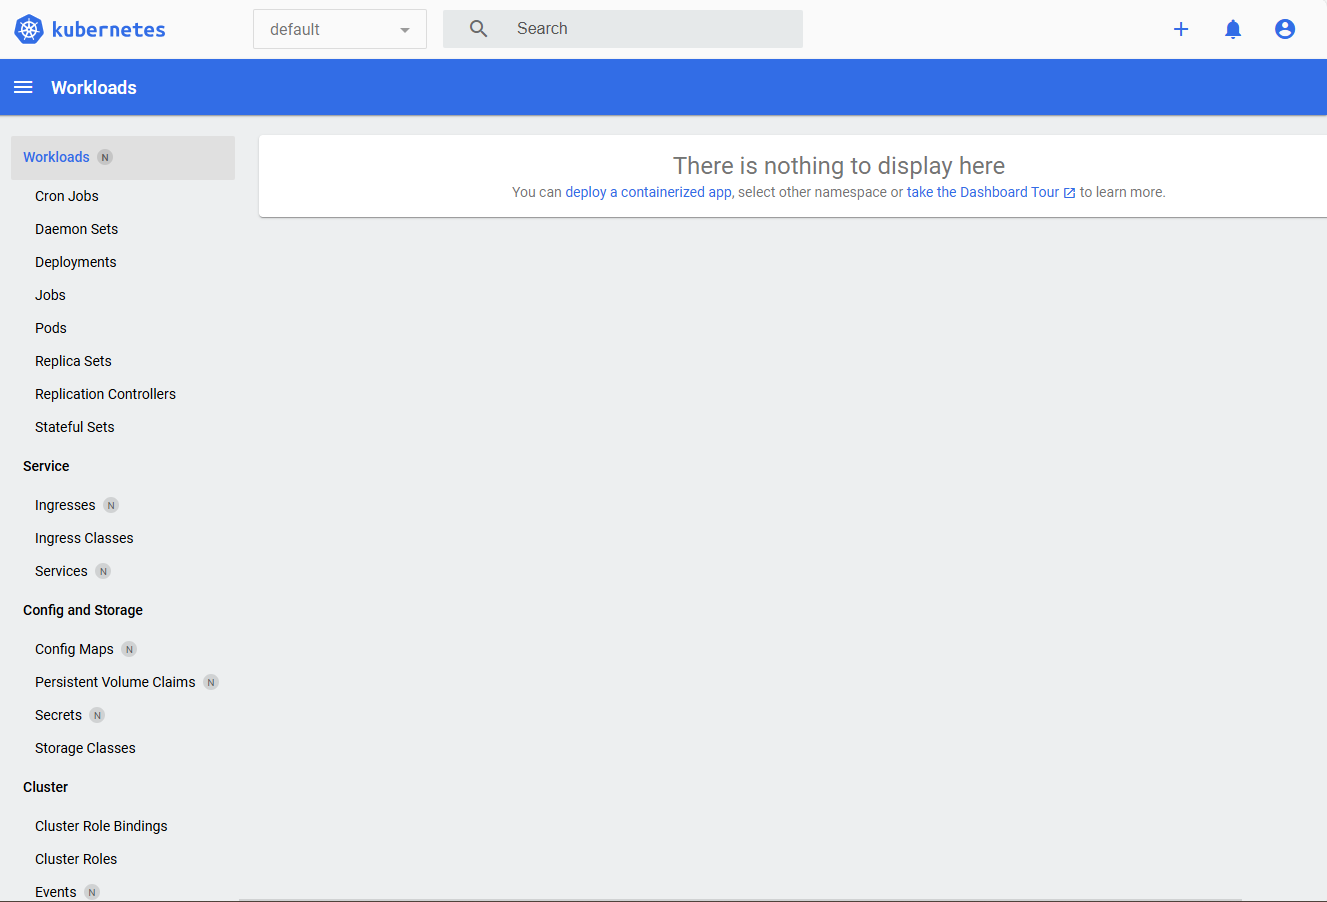 kubernetes
default
Search
Workloads
Workloads N
Cron Jobs
Daemon Sets
Deployments
Jobs
Pods
Replica Sets
Replication Controllers
Stateful Sets
Service
Ingresses N
Ingress Classes
Services N
Config and Storage
Config Maps N
Persistent Volume Claims N
Secrets N
Storage Classes
Cluster
Cluster Role Bindings
Cluster Roles
Events N
There is nothing to display here
You can deploy a containerized app, select other namespace or take the Dashboard Tour to learn more.